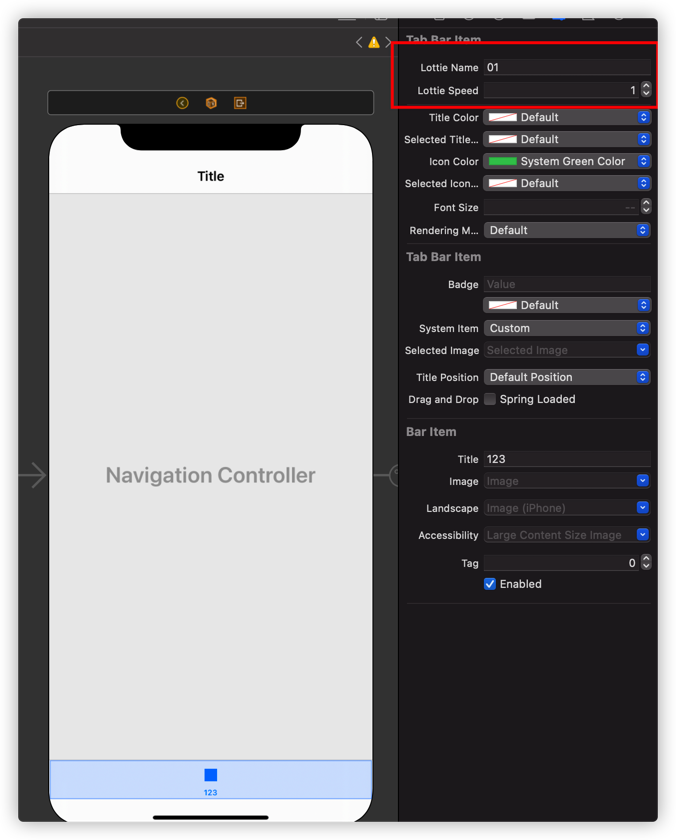 Tab Bar Item
Lottie Name 01
Lottie Speed 1
Title Color Default
Selected Title... Default
Icon Color System Green Color
Selected Icon... Default
Font Size --
Rendering M... Default
Tab Bar Item
Badge Value
Default
System Item Custom
Selected Image Selected Image
Title Position Default Position
Drag and Drop Spring Loaded
Bar Item
Title 123
Image Image
Landscape Image (iPhone)
Accessibility Large Content Size Image
Tag 0
Enabled
Title
Navigation Controller
123